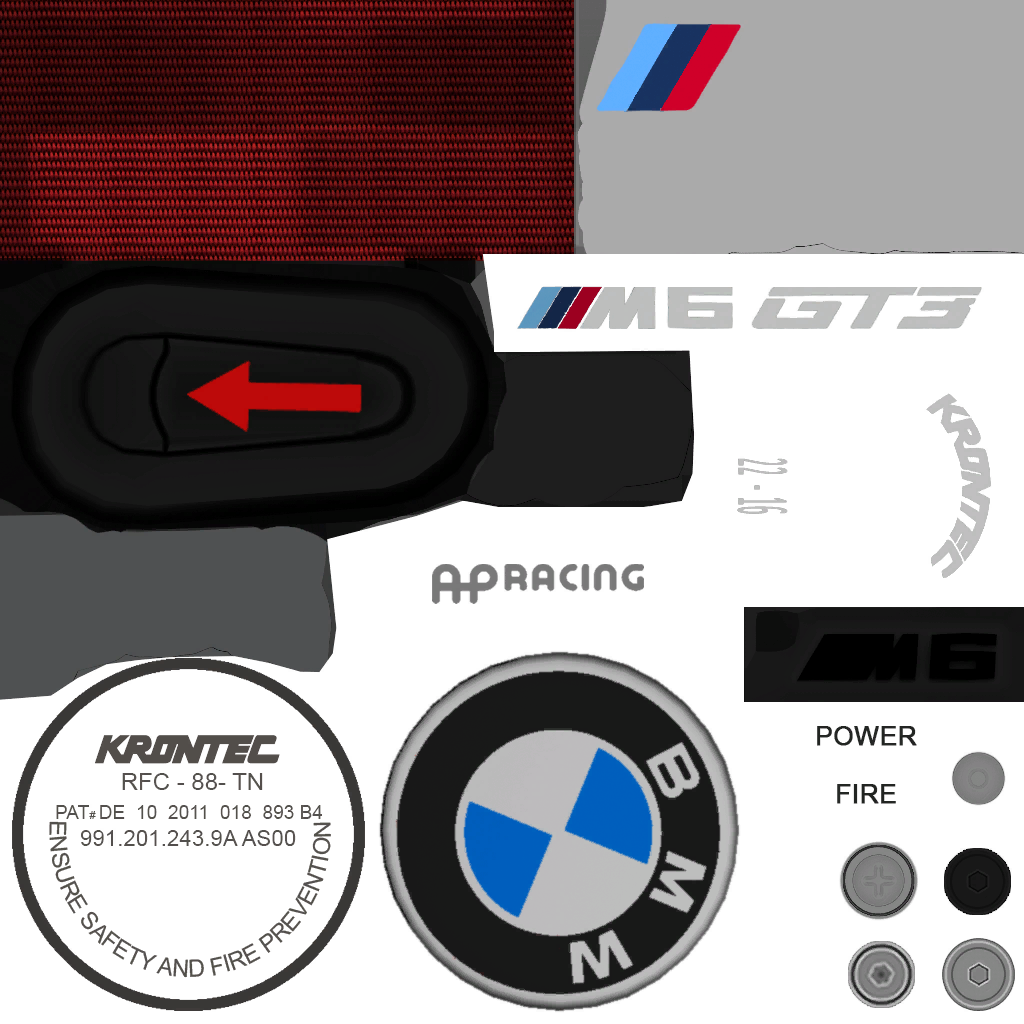 M6 GT3
KRONTEC
22 - 16
AP RACING
M6
POWER
FIRE
KRONTEC
RFC - 88- TN
PAT# DE 10 2011 018 893 B4
991.201.243.9A AS00
ENSURE SAFETY AND FIRE PREVENTION
BMW